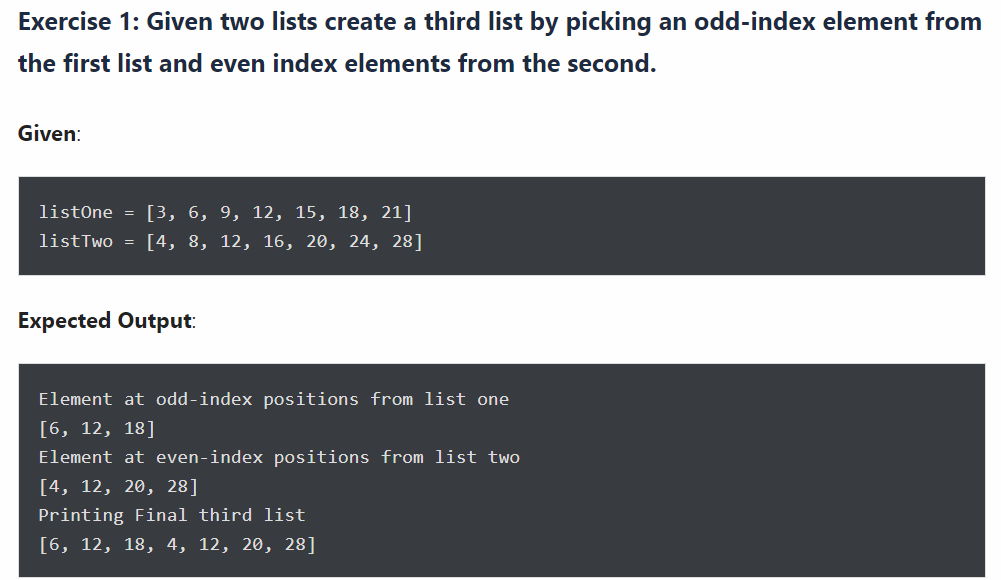 Exercise 1: Given two lists create a third list by picking an odd-index element from
the first list and even index elements from the second.
Given:
listOne = [3, 6, 9, 12, 15, 18, 21]
listTwo = [4, 8, 12, 16, 20, 24, 28]
Expected Output:
Element at odd-index positions from list one
[6, 12, 18]
Element at even-index positions from list two
[4, 12, 20, 28]
Printing Final third list
[6, 12, 18, 4, 12, 20, 28]